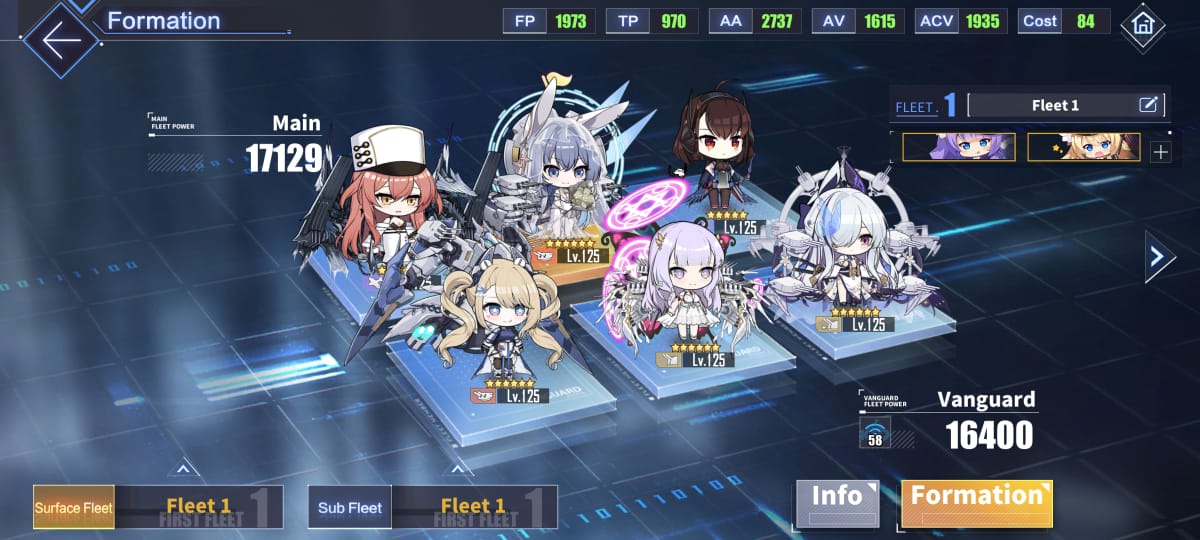 Formation
FP 1973 TP 970 AA 2737 AV 1615 ACV 1935 Cost 84
FLEET. 1 Fleet 1
MAIN
FLEET POWER
Main
17129
Lv.125
Lv.125
Lv.125
Lv.125
Lv.125
GUARD
GUARD
VANGUARD
FLEET POWER
Vanguard
58
16400
Surface Fleet Fleet 1
FIRST FLEET 1
Sub Fleet Fleet 1
FIRST FLEET 1
Info
Formation